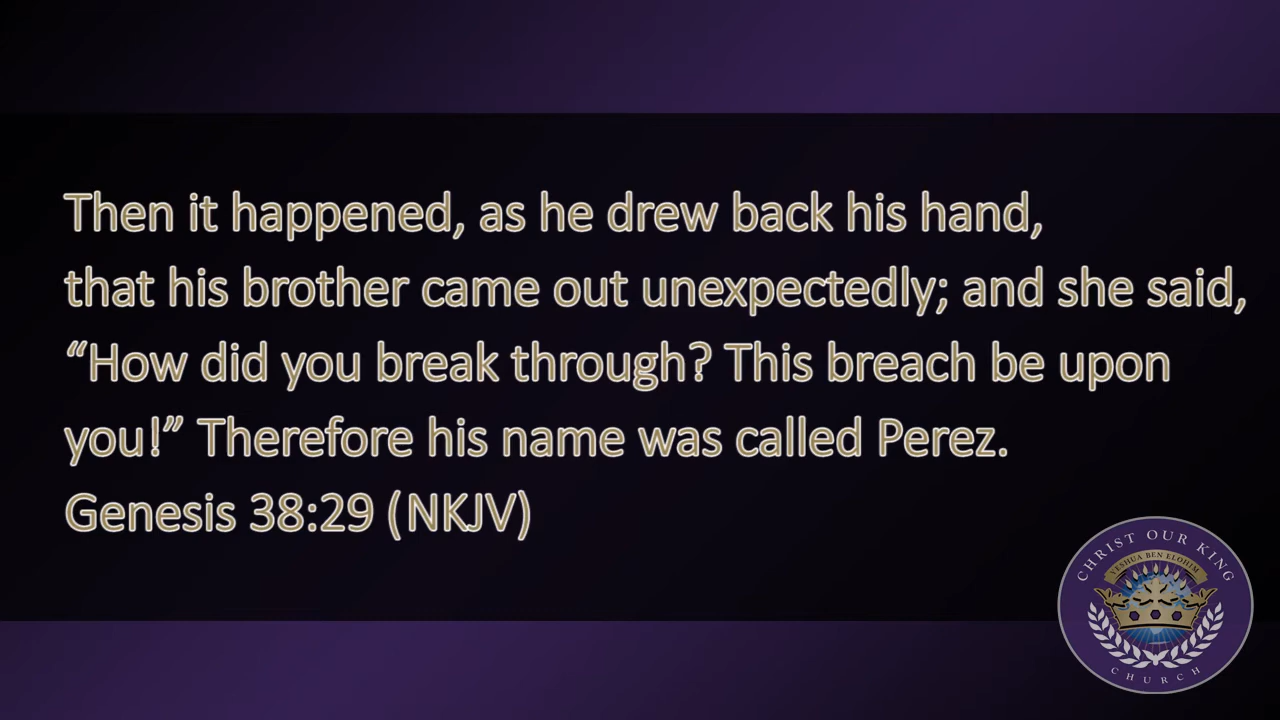 Then it happened, as he drew back his hand,
that his brother came out unexpectedly; and she said,
“How did you break through? This breach be upon
you!” Therefore his name was called Perez.
Genesis 38:29 (NKJV)
CHRIST OUR KING
YESHUA BEN ELOHIM
CHURCH